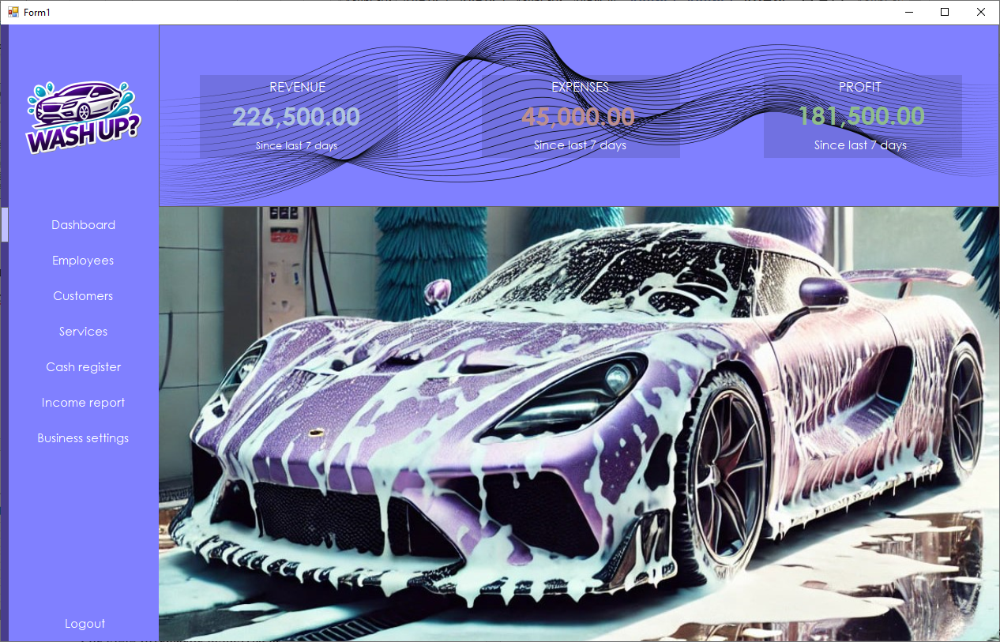 Form1
WASH UP?
REVENUE
226,500.00
Since last 7 days
EXPENSES
45,000.00
Since last 7 days
PROFIT
181,500.00
Since last 7 days
Dashboard
Employees
Customers
Services
Cash register
Income report
Business settings
Logout